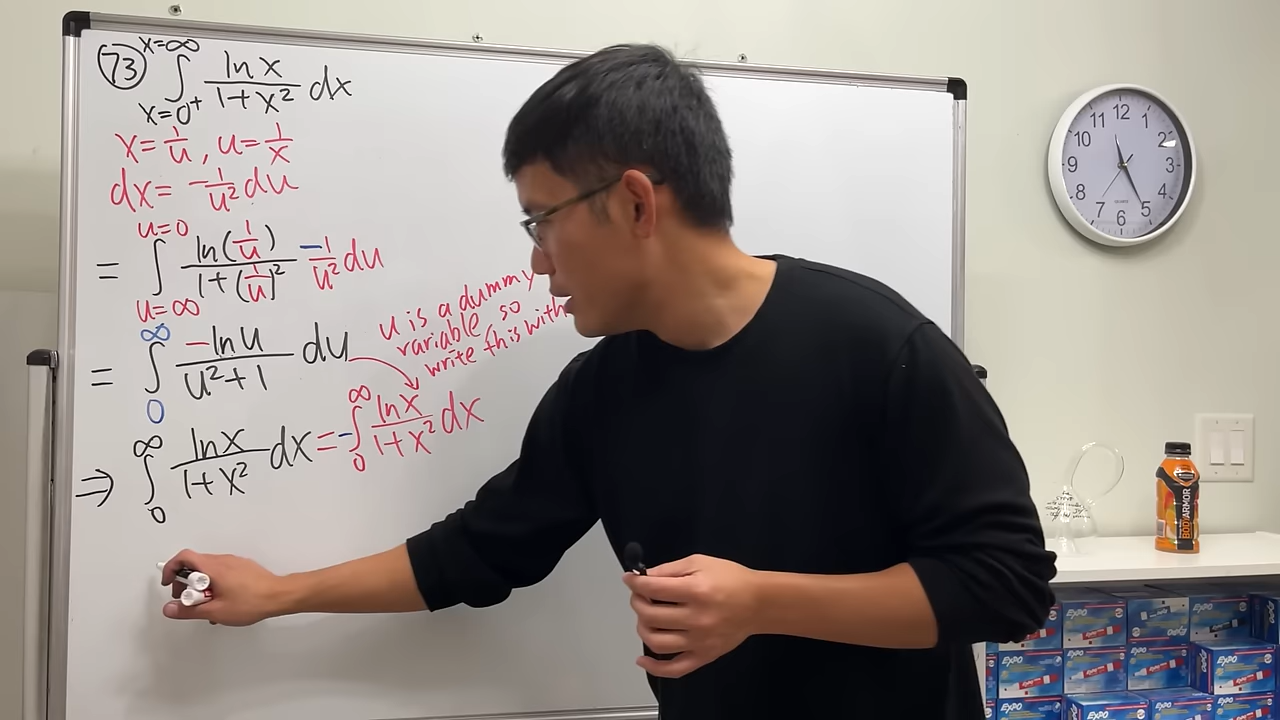 73 x=∞ ∫ x=0⁺ ln x / 1+x² dx
x = 1/u , u = 1/x
dx = -1/u² du
= u=0 ∫ u=∞ ln(1/u) / 1+(1/u)² -1/u² du
u is a dummy
variable so
write this with
= ∞ ∫ 0 -ln u / u²+1 du
⇒ ∞ ∫ 0 ln x / 1+x² dx = -∞ ∫ 0 ln x / 1+x² dx
12
11 1
10 2
9 3
8 4
7 5
6
QUARTZ
BODYARMOR
EXPO
EXPO
EXPO
EXPO
EXPO
EXPO
EXPO